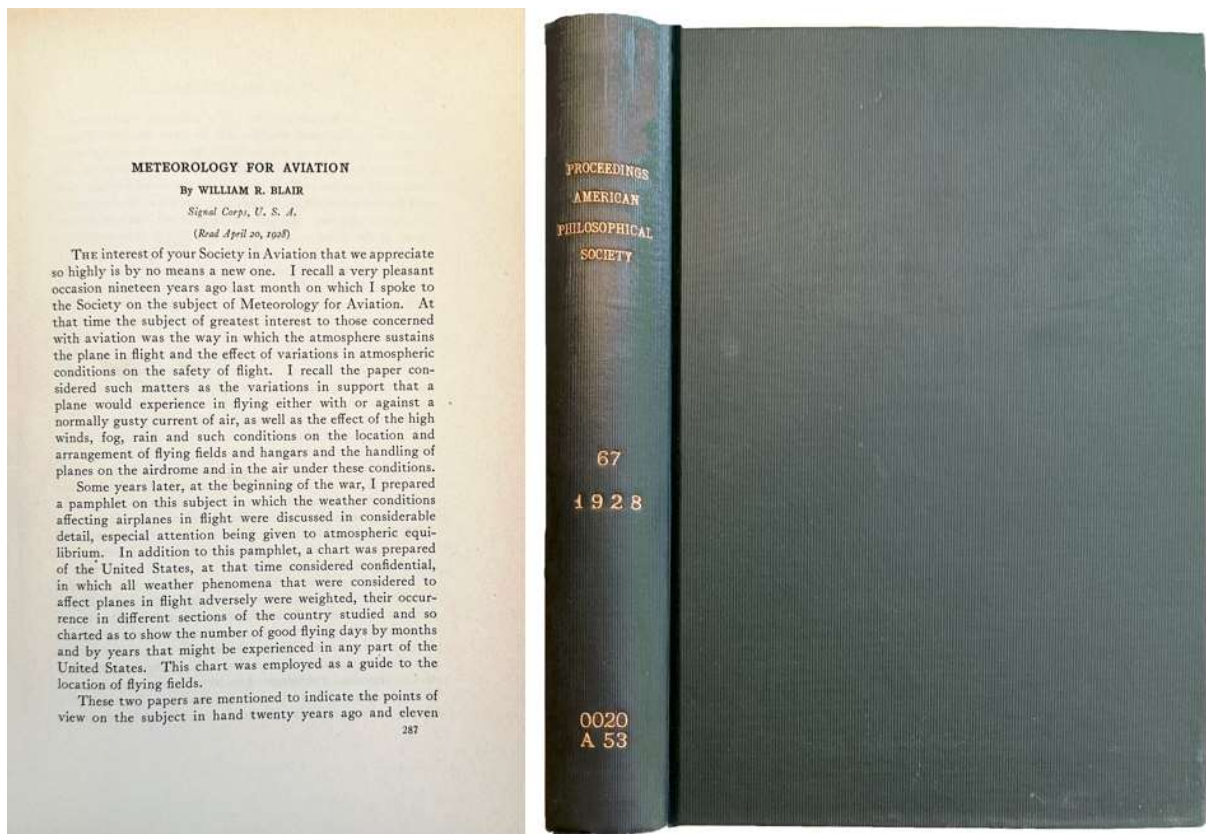 METEOROLOGY FOR AVIATION
By WILLIAM R. BLAIR
Signal Corps, U. S. A.
(Read April 20, 1928)
THE interest of your Society in Aviation that we appreciate
so highly is by no means a new one. I recall a very pleasant
occasion nineteen years ago last month on which I spoke to
the Society on the subject of Meteorology for Aviation. At
that time the subject of greatest interest to those concerned
with aviation was the way in which the atmosphere sustains
the plane in flight and the effect of variations in atmospheric
conditions on the safety of flight. I recall the paper con-
sidered such matters as the variations in support that a
plane would experience in flying either with or against a
normally gusty current of air, as well as the effect of the high
winds, fog, rain and such conditions on the location and
arrangement of flying fields and hangars and the handling of
planes on the airdrome and in the air under these conditions.
Some years later, at the beginning of the war, I prepared
a pamphlet on this subject in which the weather conditions
affecting airplanes in flight were discussed in considerable
detail, especial attention being given to atmospheric equi-
librium. In addition to this pamphlet, a chart was prepared
of the United States, at that time considered confidential,
in which all weather phenomena that were considered to
affect planes in flight adversely were weighted, their occur-
rence in different sections of the country studied and so
charted as to show the number of good flying days by months
and by years that might be experienced in any part of the
United States. This chart was employed as a guide to the
location of flying fields.
These two papers are mentioned to indicate the points of
view on the subject in hand twenty years ago and eleven
287
PROCEEDINGS
AMERICAN
PHILOSOPHICAL
SOCIETY
67
1928
0020
A 53